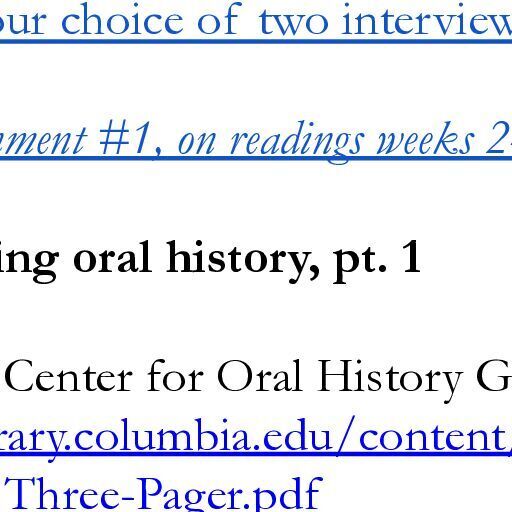 our choice of two interview
nment #1, on readings weeks 2-
ing oral history, pt. 1
Center for Oral History G
rary.columbia.edu/content/
Three-Pager.pdf